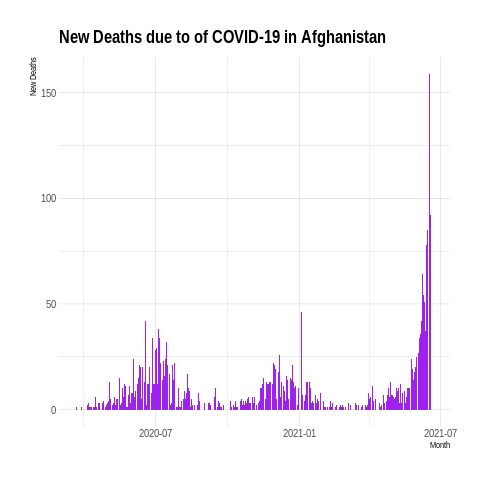 New Deaths due to of COVID-19 in Afghanistan
New Deaths
150
100
50
0
2020-07
2021-01
2021-07
Month